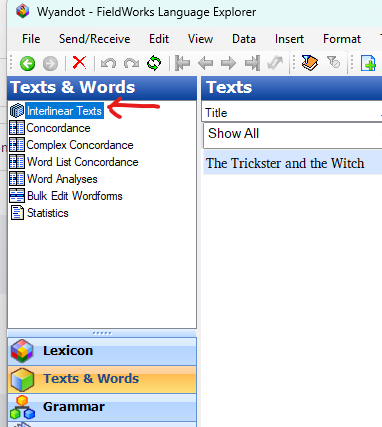 Wyandot - FieldWorks Language Explorer
File Send/Receive Edit View Data Insert Format
Texts & Words
Interlinear Texts
Concordance
Complex Concordance
Word List Concordance
Word Analyses
Bulk Edit Wordforms
Statistics
Lexicon
Texts & Words
Grammar
Texts
Title
Show All
The Trickster and the Witch